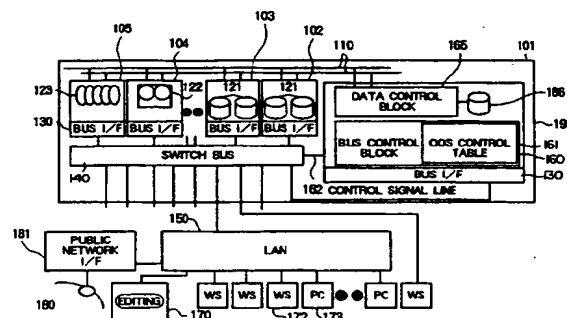 105 104 103 102 110 165 101
123 122 121 121
DATA CONTROL BLOCK
186
19
130 BUS I/F BUS I/F BUS I/F BUS I/F
BUS CONTROL BLOCK
OOS CONTROL TABLE
161
160
SWITCH BUS
140
BUS I/F
130
162
CONTROL SIGNAL LINE
150
181
PUBLIC NETWORK I/F
LAN
180
EDITING
170
WS WS WS PC PC WS
172 173